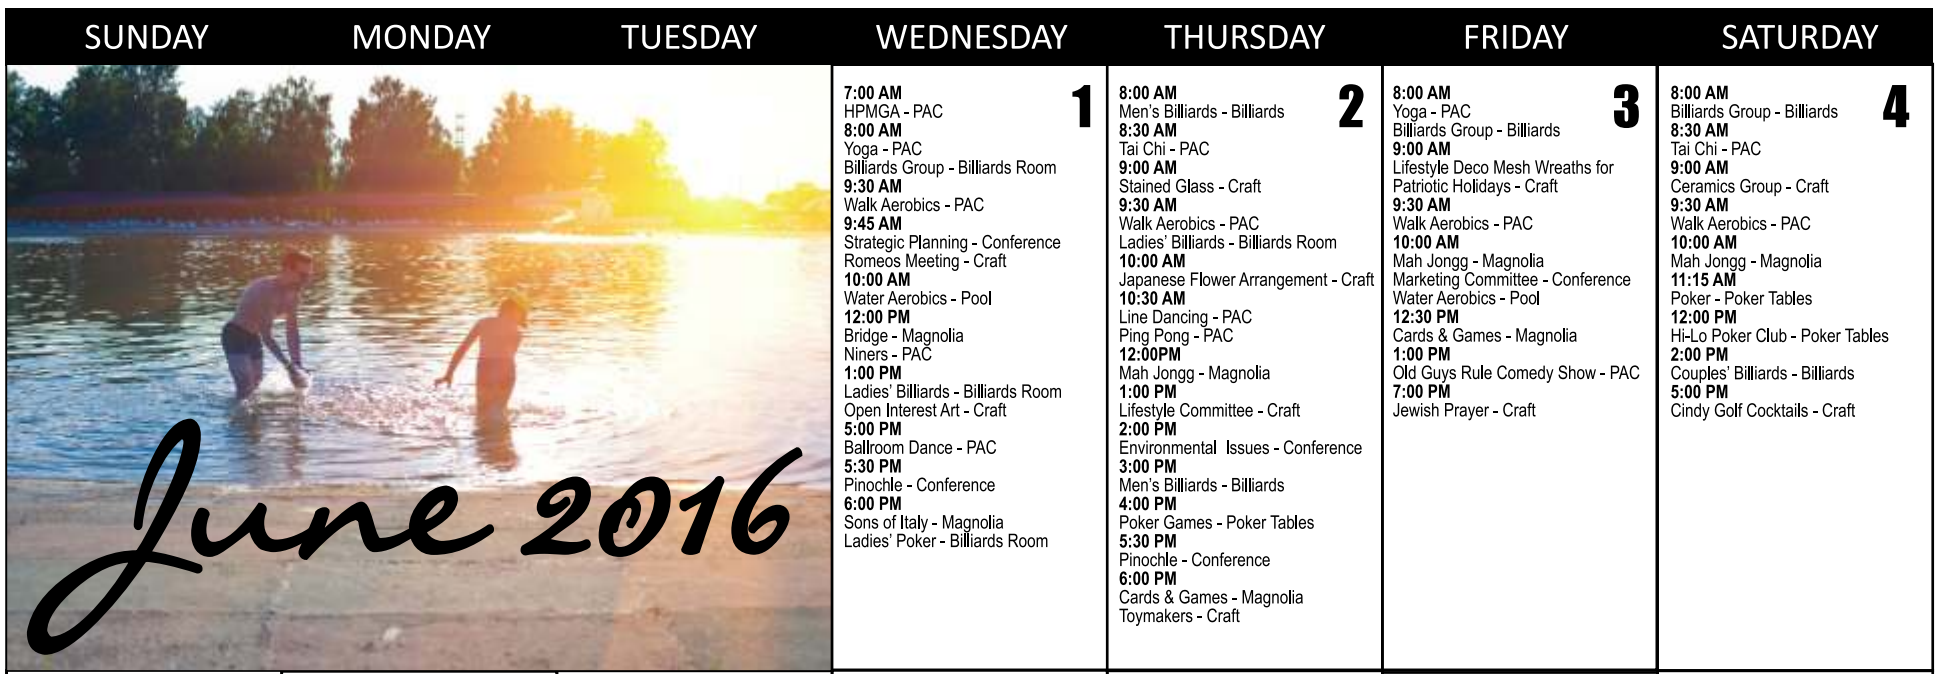 SUNDAY MONDAY TUESDAY WEDNESDAY THURSDAY FRIDAY SATURDAY
June 2016
1
7:00 AM
HPMGA - PAC
8:00 AM
Yoga - PAC
Billiards Group - Billiards Room
9:30 AM
Walk Aerobics - PAC
9:45 AM
Strategic Planning - Conference
Romeos Meeting - Craft
10:00 AM
Water Aerobics - Pool
12:00 PM
Bridge - Magnolia
Niners - PAC
1:00 PM
Ladies' Billiards - Billiards Room
Open Interest Art - Craft
5:00 PM
Ballroom Dance - PAC
5:30 PM
Pinochle - Conference
6:00 PM
Sons of Italy - Magnolia
Ladies' Poker - Billiards Room
2
8:00 AM
Men's Billiards - Billiards
8:30 AM
Tai Chi - PAC
9:00 AM
Stained Glass - Craft
9:30 AM
Walk Aerobics - PAC
Ladies' Billiards - Billiards Room
10:00 AM
Japanese Flower Arrangement - Craft
10:30 AM
Line Dancing - PAC
Ping Pong - PAC
12:00PM
Mah Jongg - Magnolia
1:00 PM
Lifestyle Committee - Craft
2:00 PM
Environmental Issues - Conference
3:00 PM
Men's Billiards - Billiards
4:00 PM
Poker Games - Poker Tables
5:30 PM
Pinochle - Conference
6:00 PM
Cards & Games - Magnolia
Toymakers - Craft
3
8:00 AM
Yoga - PAC
Billiards Group - Billiards
9:00 AM
Lifestyle Deco Mesh Wreaths for
Patriotic Holidays - Craft
9:30 AM
Walk Aerobics - PAC
10:00 AM
Mah Jongg - Magnolia
Marketing Committee - Conference
Water Aerobics - Pool
12:30 PM
Cards & Games - Magnolia
1:00 PM
Old Guys Rule Comedy Show - PAC
7:00 PM
Jewish Prayer - Craft
4
8:00 AM
Billiards Group - Billiards
8:30 AM
Tai Chi - PAC
9:00 AM
Ceramics Group - Craft
9:30 AM
Walk Aerobics - PAC
10:00 AM
Mah Jongg - Magnolia
11:15 AM
Poker - Poker Tables
12:00 PM
Hi-Lo Poker Club - Poker Tables
2:00 PM
Couples' Billiards - Billiards
5:00 PM
Cindy Golf Cocktails - Craft